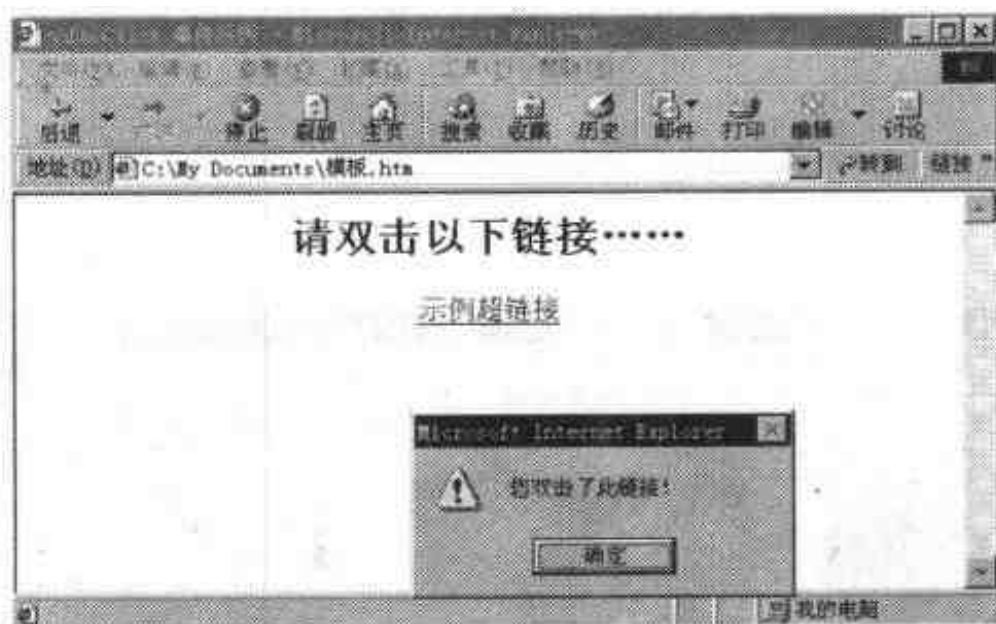 后退 停止 刷新 主页 搜索 收藏 历史 邮件 打印 编辑 讨论
地址(D) C:\My Documents\模板.htm 转到 链接 »
请双击以下链接……
示例超链接
Microsoft Internet Explorer
您双击了此链接!
确定
我的电脑